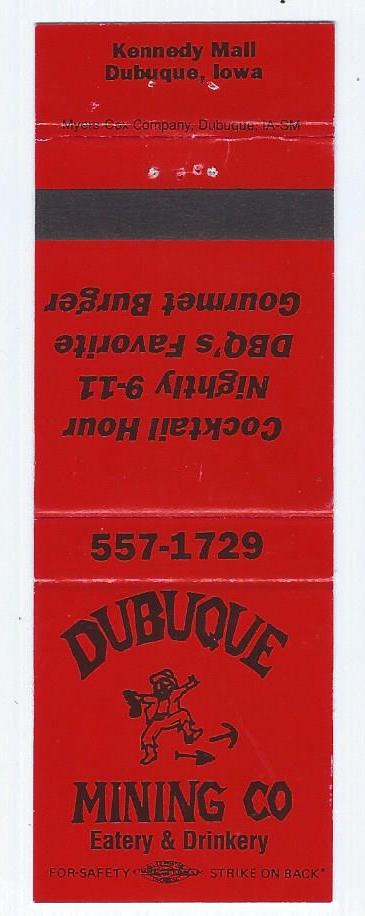 Kennedy Mall
Dubuque, Iowa
Myers Cox Company, Dubuque, IA-SM
Cocktail Hour
Nightly 9-11
DBQ's Favorite
Gourmet Burger
557-1729
DUBUQUE
MINING CO
Eatery & Drinkery
FOR SAFETY STRIKE ON BACK